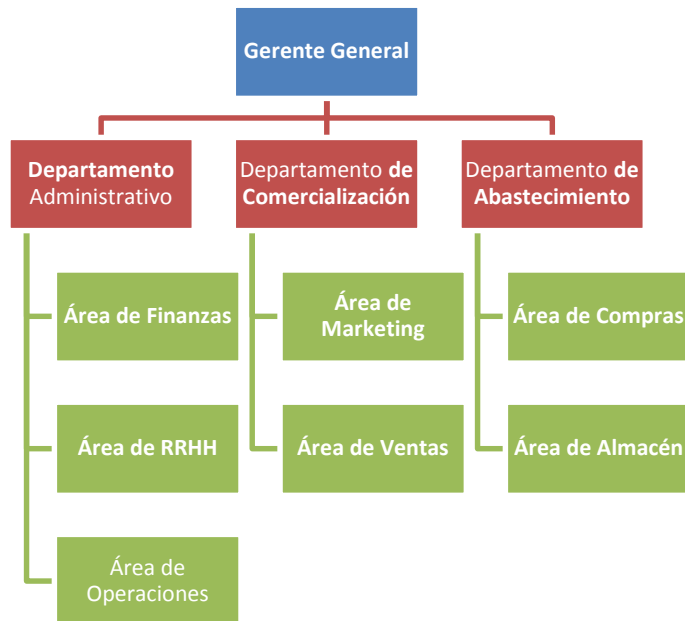 Gerente General
Departamento
Administrativo
Departamento de
Comercialización
Departamento de
Abastecimiento
Área de Finanzas
Área de
Marketing
Área de Compras
Área de RRHH
Área de Ventas
Área de Almacén
Área de
Operaciones